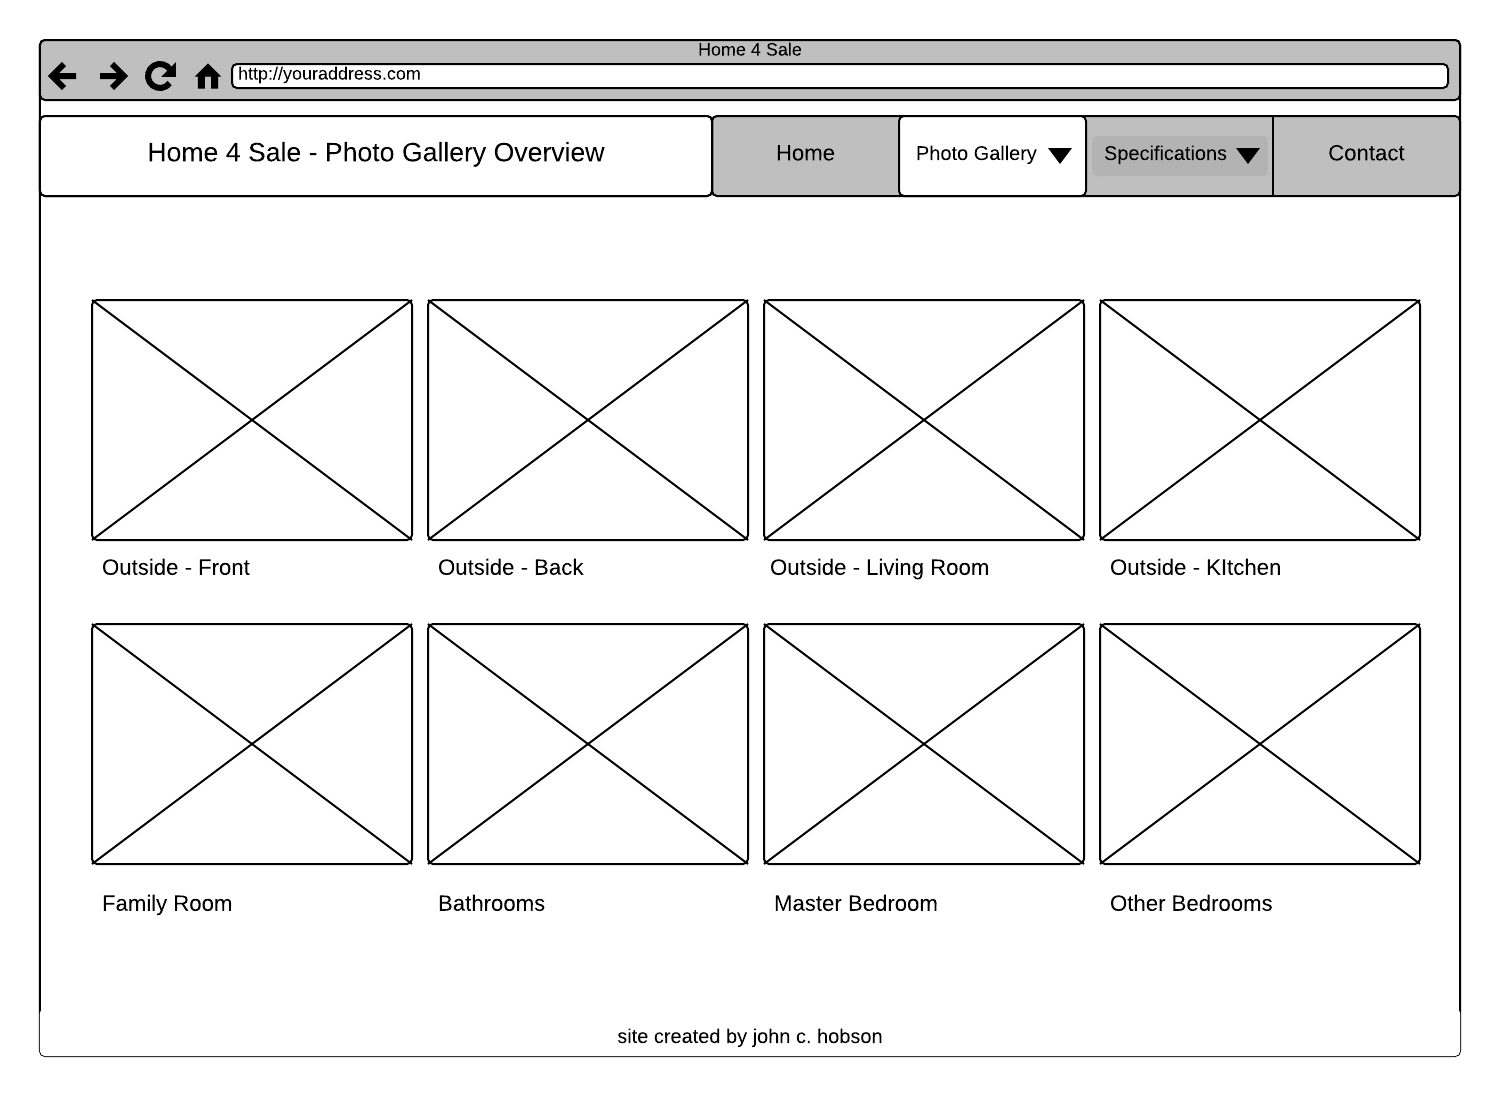 Home 4 Sale
http://youraddress.com
Home 4 Sale - Photo Gallery Overview
Home
Photo Gallery
Specifications
Contact
Outside - Front
Outside - Back
Outside - Living Room
Outside - KItchen
Family Room
Bathrooms
Master Bedroom
Other Bedrooms
site created by john c. hobson